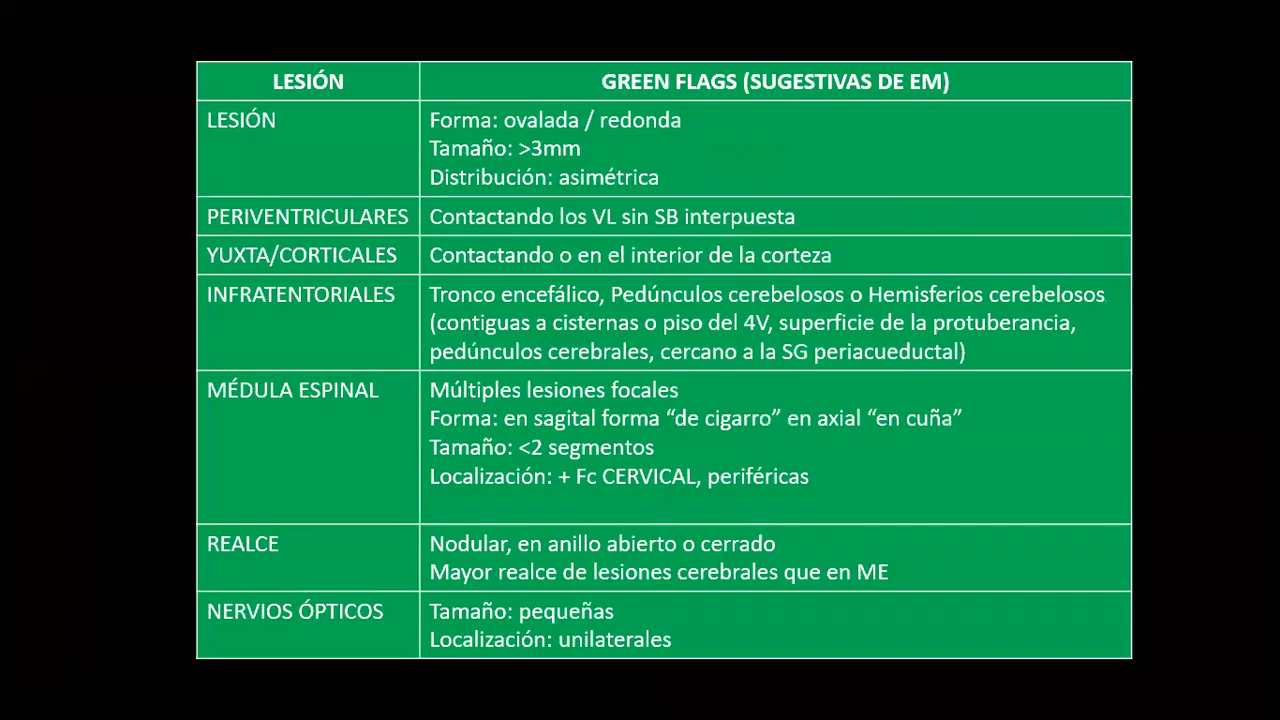 LESIÓN
GREEN FLAGS (SUGESTIVAS DE EM)
LESIÓN
Forma: ovalada / redonda
Tamaño: >3mm
Distribución: asimétrica
PERIVENTRICULARES
Contactando los VL sin SB interpuesta
YUXTA/CORTICALES
Contactando o en el interior de la corteza
INFRATENTORIALES
Tronco encefálico, Pedúnculos cerebelosos o Hemisferios cerebelosos
(contiguas a cisternas o piso del 4V, superficie de la protuberancia,
pedúnculos cerebrales, cercano a la SG periacueductal)
MÉDULA ESPINAL
Múltiples lesiones focales
Forma: en sagital forma “de cigarro” en axial “en cuña”
Tamaño: <2 segmentos
Localización: + Fc CERVICAL, periféricas
REALCE
Nodular, en anillo abierto o cerrado
Mayor realce de lesiones cerebrales que en ME
NERVIOS ÓPTICOS
Tamaño: pequeñas
Localización: unilaterales